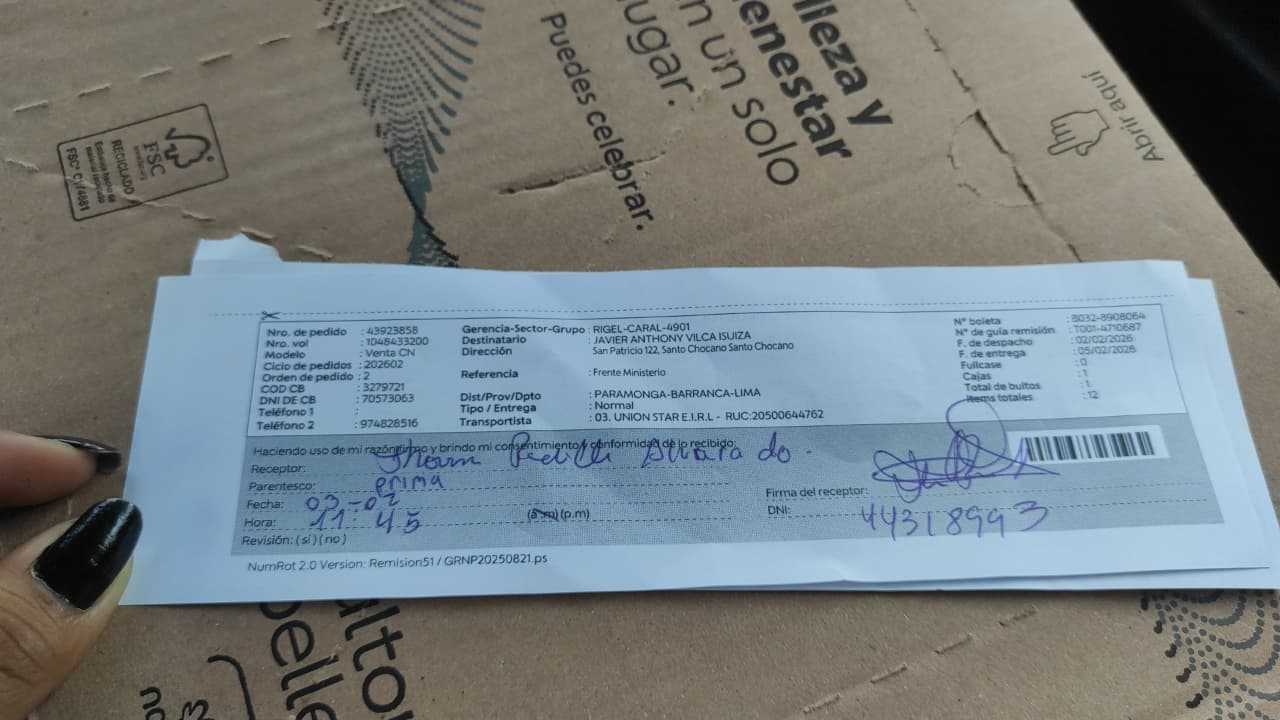 lleza y
enestar
n un solo
ugar.
Puedes celebrar.
Abrir aquí
FSC
RECICLADO
Nro. de pedido : 43923858
Nro. vol : 1048433200
Modelo : Venta CN
Ciclo de pedidos : 202602
Orden de pedido : 2
COD CB : 3279721
DNI DE CB : 70573063
Teléfono 1 :
Teléfono 2 : 974828516
Gerencia-Sector-Grupo : RIGEL-CARAL-4901
Destinatario : JAVIER ANTHONY VILCA ISUIZA
Dirección : San Patricio 122, Santo Chocano Santo Chocano
Referencia : Frente Ministerio
Dist/Prov/Dpto : PARAMONGA-BARRANCA-LIMA
Tipo / Entrega : Normal
Transportista : 03. UNION STAR E.I.R.L - RUC:20500644762
N° boleta : B032-8908064
N° de guía remisión : T001-4710687
F. de despacho : 02/02/2026
F. de entrega : 05/02/2026
Fullcase : 0
Cajas : 1
Total de bultos : 1
Items totales : 12
Haciendo uso de mi razón firmo y brindo mi consentimiento y conformidad de lo recibido:
Receptor:
Parentesco: prima
Fecha: 03-02
Hora: 11:45 (a.m)(p.m)
Revisión: (si) (no)
Firma del receptor:
DNI: 44318993
NumRot 2.0 Version: Remision51 / GRNP20250821.ps